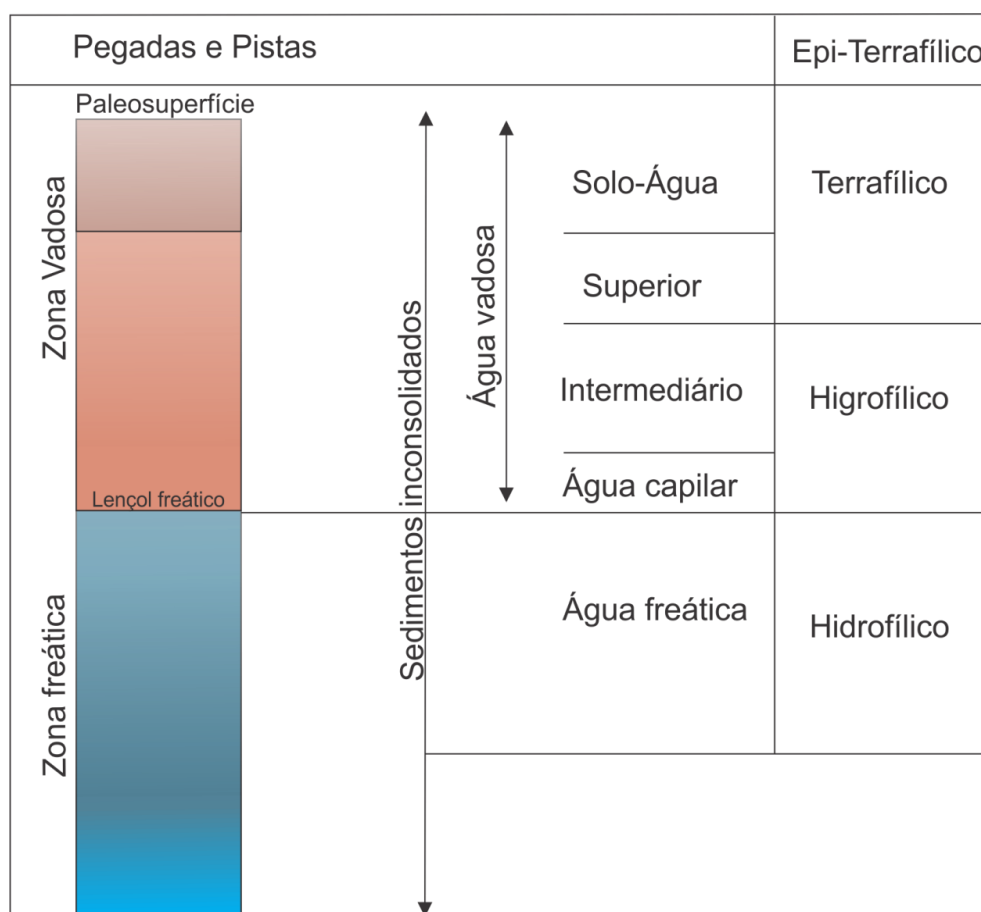 Pegadas e Pistas
Epi-Terrafílico
Paleosuperfície
Zona Vadosa
Solo-Água
Terrafílico
Água vadosa
Superior
Sedimentos inconsolidados
Intermediário
Higrofílico
Água capilar
Lençol freático
Zona freática
Água freática
Hidrofílico